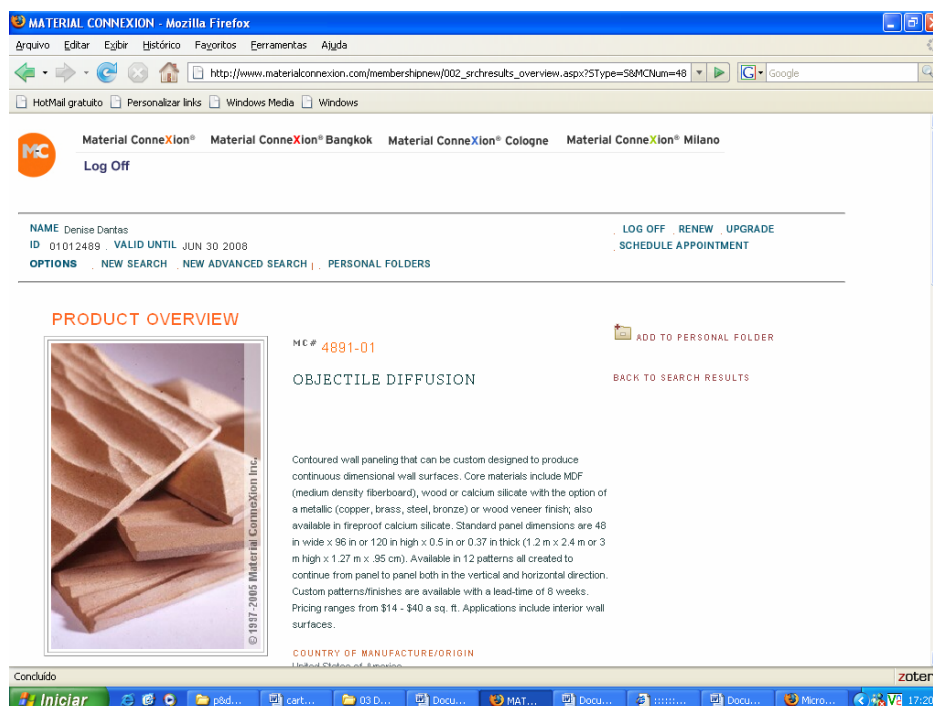 MATERIAL CONNEXION - Mozilla Firefox
Arquivo Editar Exibir Histórico Favoritos Ferramentas Ajuda
http://www.materialconnexion.com/membershipnew/002_srchresults_overview.aspx?SType=S&MCNum=48
Google
HotMail gratuito Personalizar links Windows Media Windows
MC
Material ConneXion® Material ConneXion® Bangkok Material ConneXion® Cologne Material ConneXion® Milano
Log Off
NAME Denise Dantas
LOG OFF . RENEW . UPGRADE
ID 01012489 . VALID UNTIL JUN 30 2008
. SCHEDULE APPOINTMENT
OPTIONS . NEW SEARCH . NEW ADVANCED SEARCH | . PERSONAL FOLDERS
PRODUCT OVERVIEW
MC# 4891-01
ADD TO PERSONAL FOLDER
OBJECTILE DIFFUSION
BACK TO SEARCH RESULTS
Contoured wall paneling that can be custom designed to produce
continuous dimensional wall surfaces. Core materials include MDF
(medium density fiberboard), wood or calcium silicate with the option of
a metallic (copper, brass, steel, bronze) or wood veneer finish; also
available in fireproof calcium silicate. Standard panel dimensions are 48
in wide x 96 in or 120 in high x 0.5 in or 0.37 in thick (1.2 m x 2.4 m or 3
m high x 1.27 m x .95 cm). Available in 12 patterns all created to
continue from panel to panel both in the vertical and horizontal direction.
Custom patterns/finishes are available with a lead-time of 8 weeks.
Pricing ranges from $14 - $40 a sq. ft. Applications include interior wall
surfaces.
© 1997-2005 Material ConneXion Inc.
COUNTRY OF MANUFACTURE/ORIGIN
United States of America
Concluído
zoter
Iniciar p&d... cart... 03 D... Docu... MAT... Docu... ::::::... Docu... Micro... 17:20